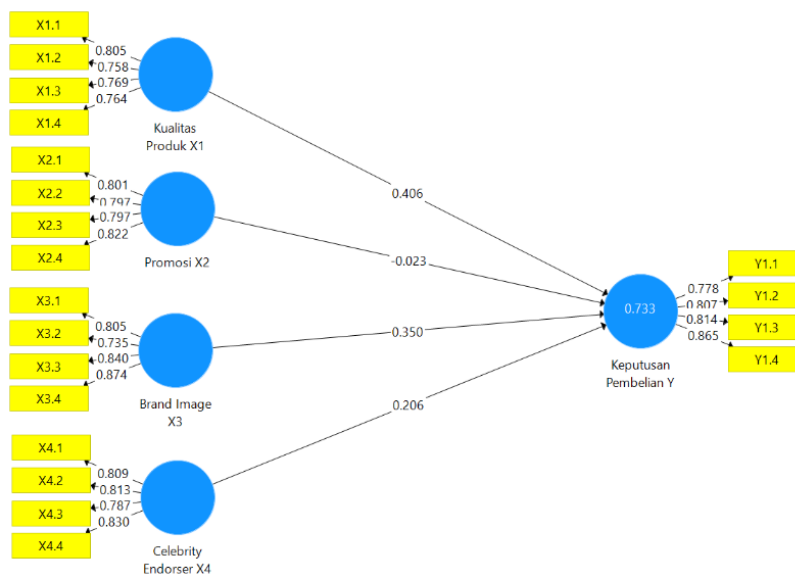 X1.1
0.805
X1.2
0.758
0.769
X1.3
0.764
X1.4
Kualitas
Produk X1
0.406
X2.1
0.801
X2.2
0.797
0.797
X2.3
0.822
X2.4
Promosi X2
-0.023
X3.1
0.805
X3.2
0.735
0.840
X3.3
0.874
X3.4
Brand Image
X3
0.350
X4.1
0.809
X4.2
0.813
0.787
X4.3
0.830
X4.4
Celebrity
Endorser X4
0.206
0.733
Keputusan
Pembelian Y
Y1.1
0.778
Y1.2
0.807
0.814
Y1.3
0.865
Y1.4